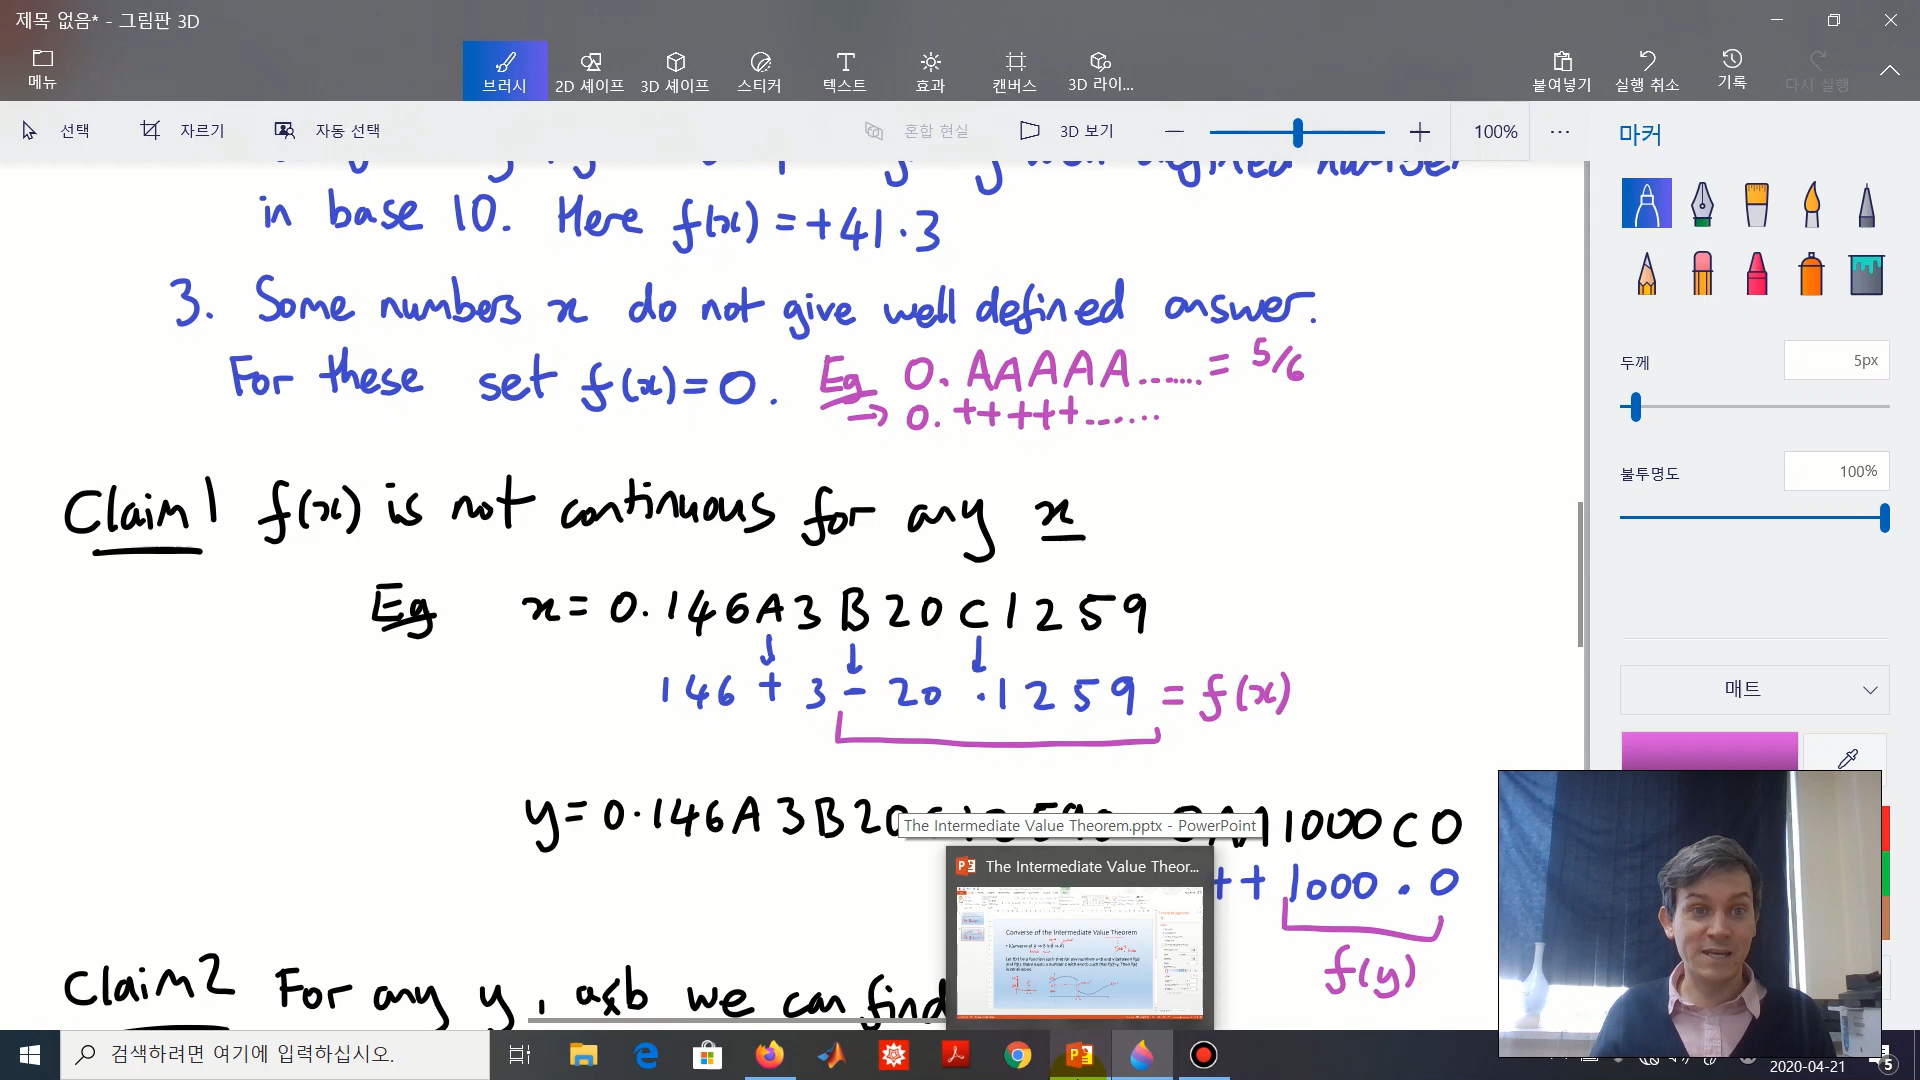 제목 없음* - 그림판 3D
메뉴
브러시
2D 셰이프
3D 셰이프
스티커
텍스트
효과
캔버스
3D 라이...
붙여넣기
실행 취소
기록
다시 실행
선택
자르기
자동 선택
혼합 현실
3D 보기
100%
마커
두께
5px
불투명도
100%
매트
in base 10. Here f(x) = +41.3
3. Some numbers x do not give well defined answer.
For these set f(x)=0. Eg 0.AAAAA...... = 5/6
→ 0.+++++......
Claim 1 f(x) is not continuous for any x
Eg x = 0.146A3B20C1259
146 + 3 - 20 .1259 = f(x)
y = 0.146A3B20
1000C0
The Intermediate Value Theorem.pptx - PowerPoint
The Intermediate Value Theor...
Converse of the Intermediate Value Theorem
++1000.0
f(y)
Claim 2 For any y, a<b we can find
검색하려면 여기에 입력하십시오.
2020-04-21
5